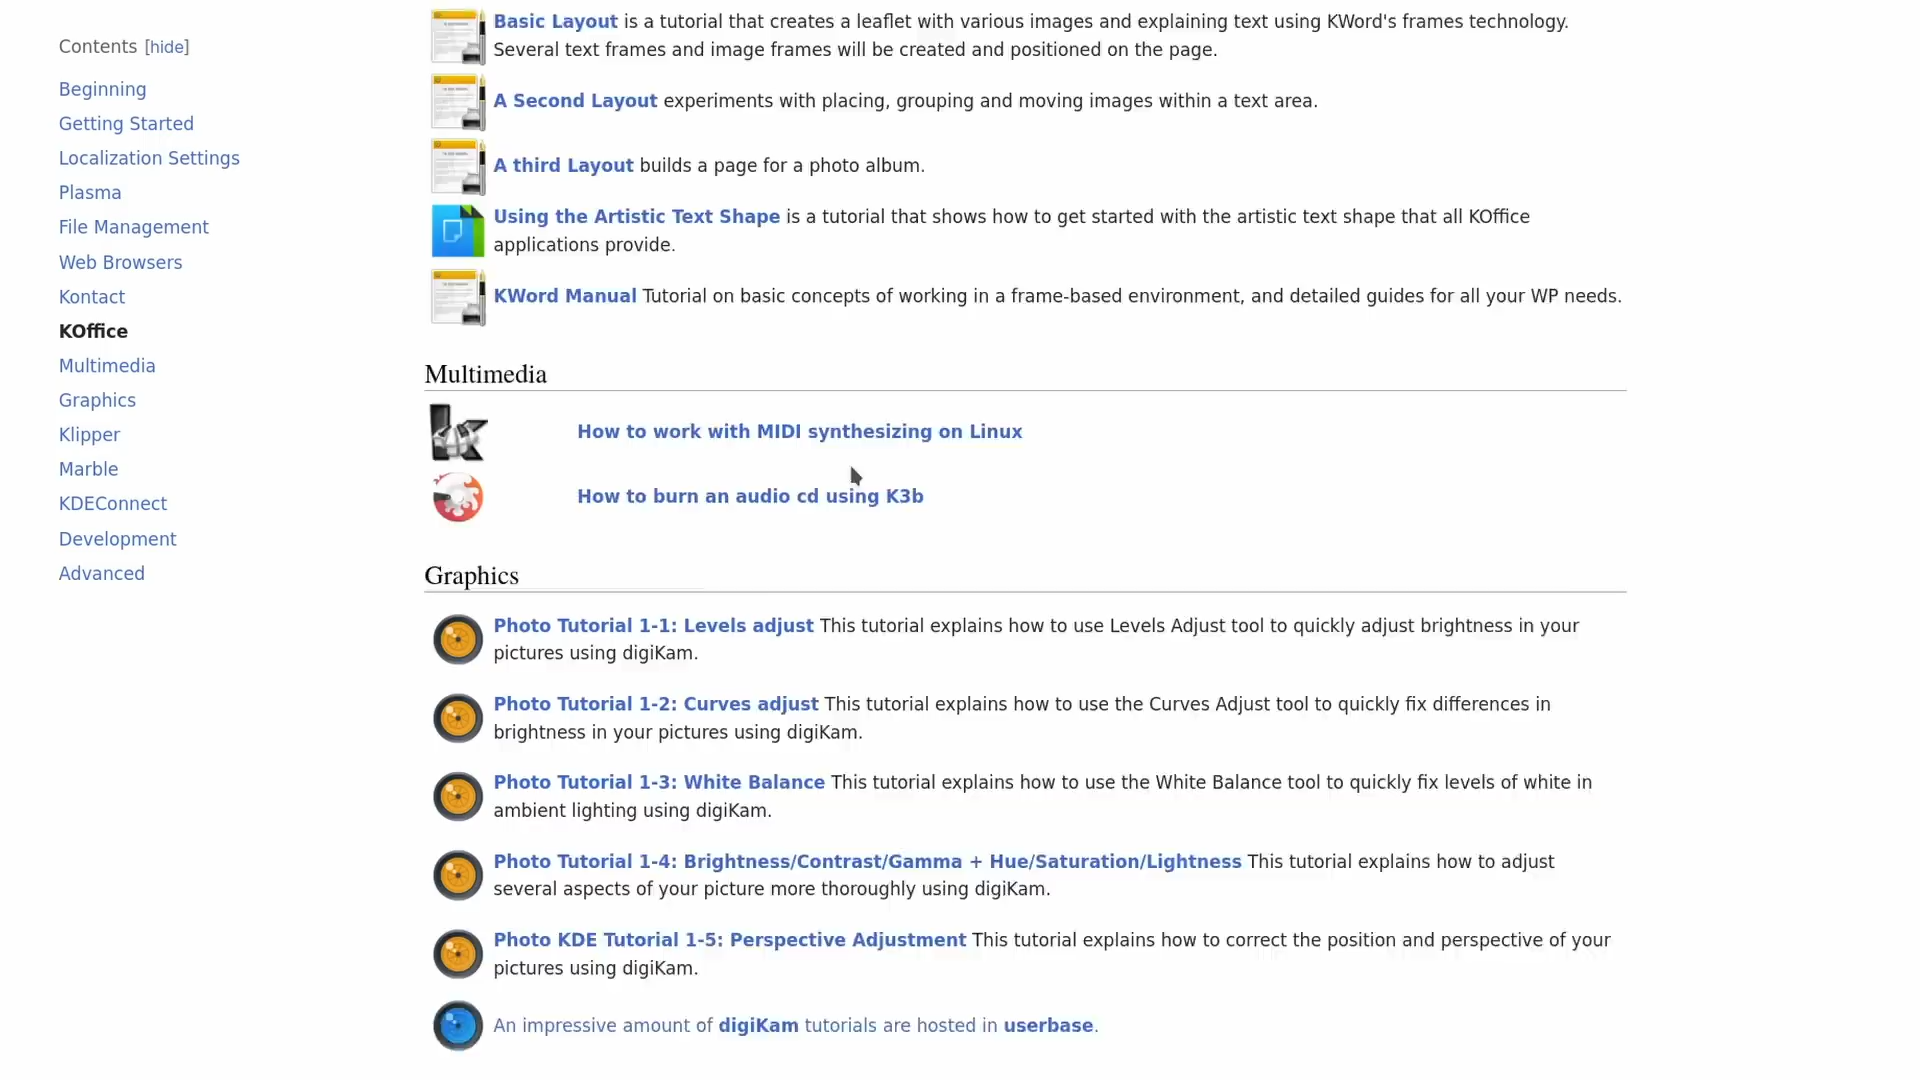 Contents [hide]
Beginning
Getting Started
Localization Settings
Plasma
File Management
Web Browsers
Kontact
KOffice
Multimedia
Graphics
Klipper
Marble
KDEConnect
Development
Advanced
Basic Layout is a tutorial that creates a leaflet with various images and explaining text using KWord's frames technology.
Several text frames and image frames will be created and positioned on the page.
A Second Layout experiments with placing, grouping and moving images within a text area.
A third Layout builds a page for a photo album.
Using the Artistic Text Shape is a tutorial that shows how to get started with the artistic text shape that all KOffice
applications provide.
KWord Manual Tutorial on basic concepts of working in a frame-based environment, and detailed guides for all your WP needs.
Multimedia
How to work with MIDI synthesizing on Linux
How to burn an audio cd using K3b
Graphics
Photo Tutorial 1-1: Levels adjust This tutorial explains how to use Levels Adjust tool to quickly adjust brightness in your
pictures using digiKam.
Photo Tutorial 1-2: Curves adjust This tutorial explains how to use the Curves Adjust tool to quickly fix differences in
brightness in your pictures using digiKam.
Photo Tutorial 1-3: White Balance This tutorial explains how to use the White Balance tool to quickly fix levels of white in
ambient lighting using digiKam.
Photo Tutorial 1-4: Brightness/Contrast/Gamma + Hue/Saturation/Lightness This tutorial explains how to adjust
several aspects of your picture more thoroughly using digiKam.
Photo KDE Tutorial 1-5: Perspective Adjustment This tutorial explains how to correct the position and perspective of your
pictures using digiKam.
An impressive amount of digiKam tutorials are hosted in userbase.